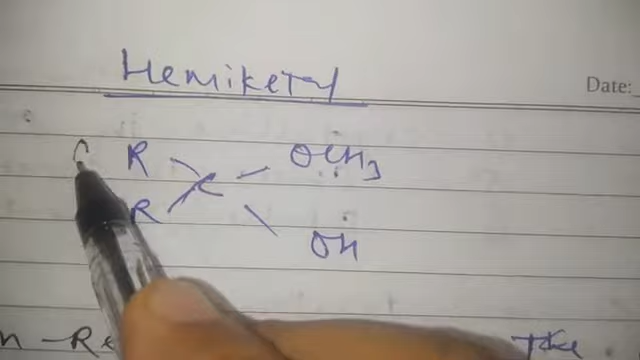 Hemiketal
Date:
R OCH3
C
R OH
The